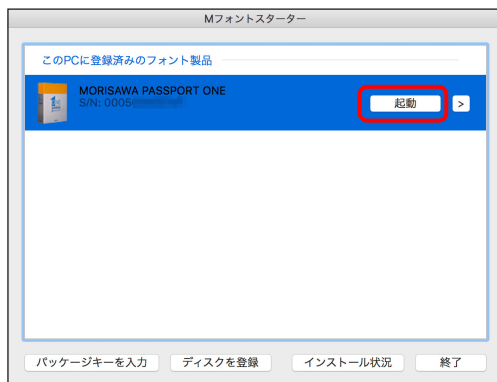 Mフォントスターター
このPCに登録済みのフォント製品
MORISAWA PASSPORT ONE
S/N: 0005
起動
>
パッケージキーを入力
ディスクを登録
インストール状況
終了